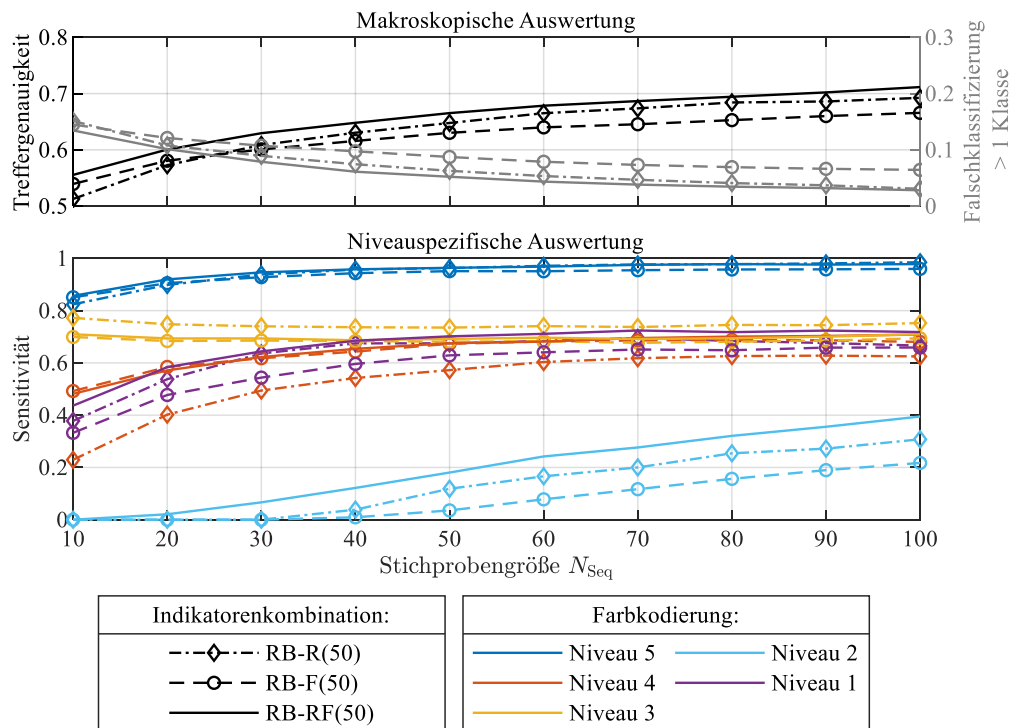 Makroskopische Auswertung
Treffergenauigkeit
0.8
0.7
0.6
0.5
0.3
0.2
0.1
0
Falschklassifizierung
> 1 Klasse
Niveauspezifische Auswertung
Sensitivität
1
0.8
0.6
0.4
0.2
0
10 20 30 40 50 60 70 80 90 100
Stichprobengröße N_Seq
Indikatorenkombination:
RB-R(50)
RB-F(50)
RB-RF(50)
Farbkodierung:
Niveau 5 Niveau 2
Niveau 4 Niveau 1
Niveau 3